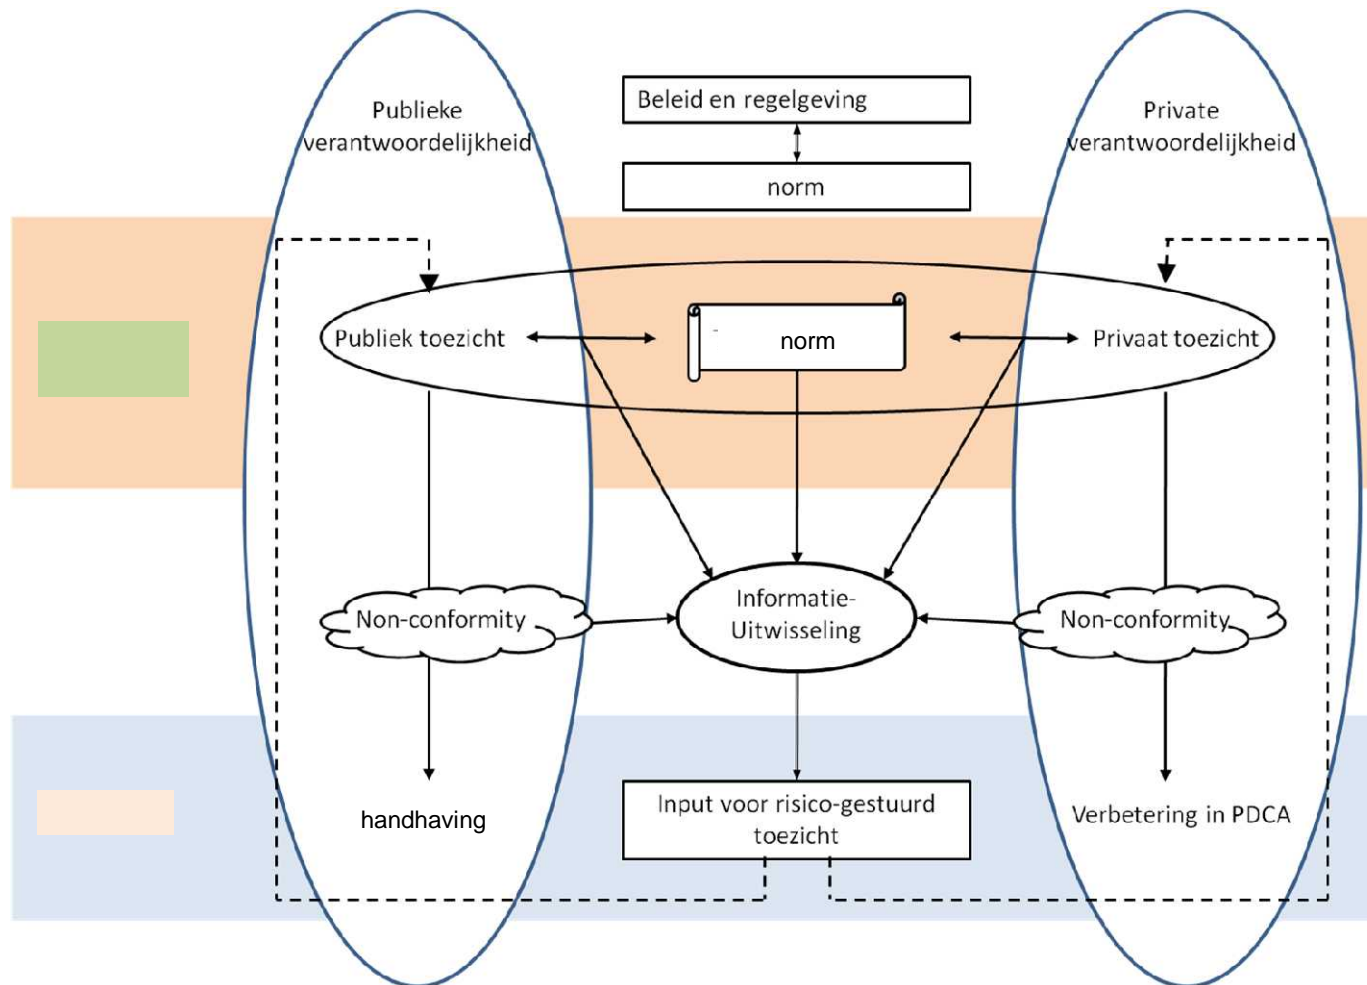 Publieke
verantwoordelijkheid
Beleid en regelgeving
norm
Private
verantwoordelijkheid
Publiek toezicht
norm
Privaat toezicht
Non-conformity
Informatie-
Uitwisseling
Non-conformity
handhaving
Input voor risico-gestuurd
toezicht
Verbetering in PDCA